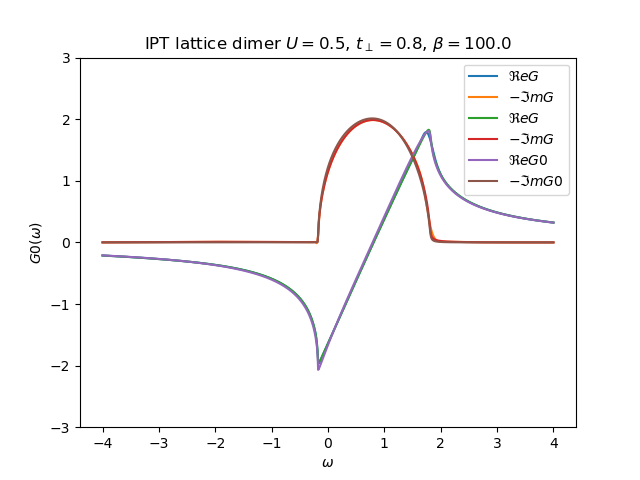 IPT lattice dimer U = 0.5, t⊥ = 0.8, β = 100.0
3
2
1
0
−1
−2
−3
G0(ω)
−4 −3 −2 −1 0 1 2 3 4
ω
ℜeG
−ℑmG
ℜeG
−ℑmG
ℜeG0
−ℑmG0